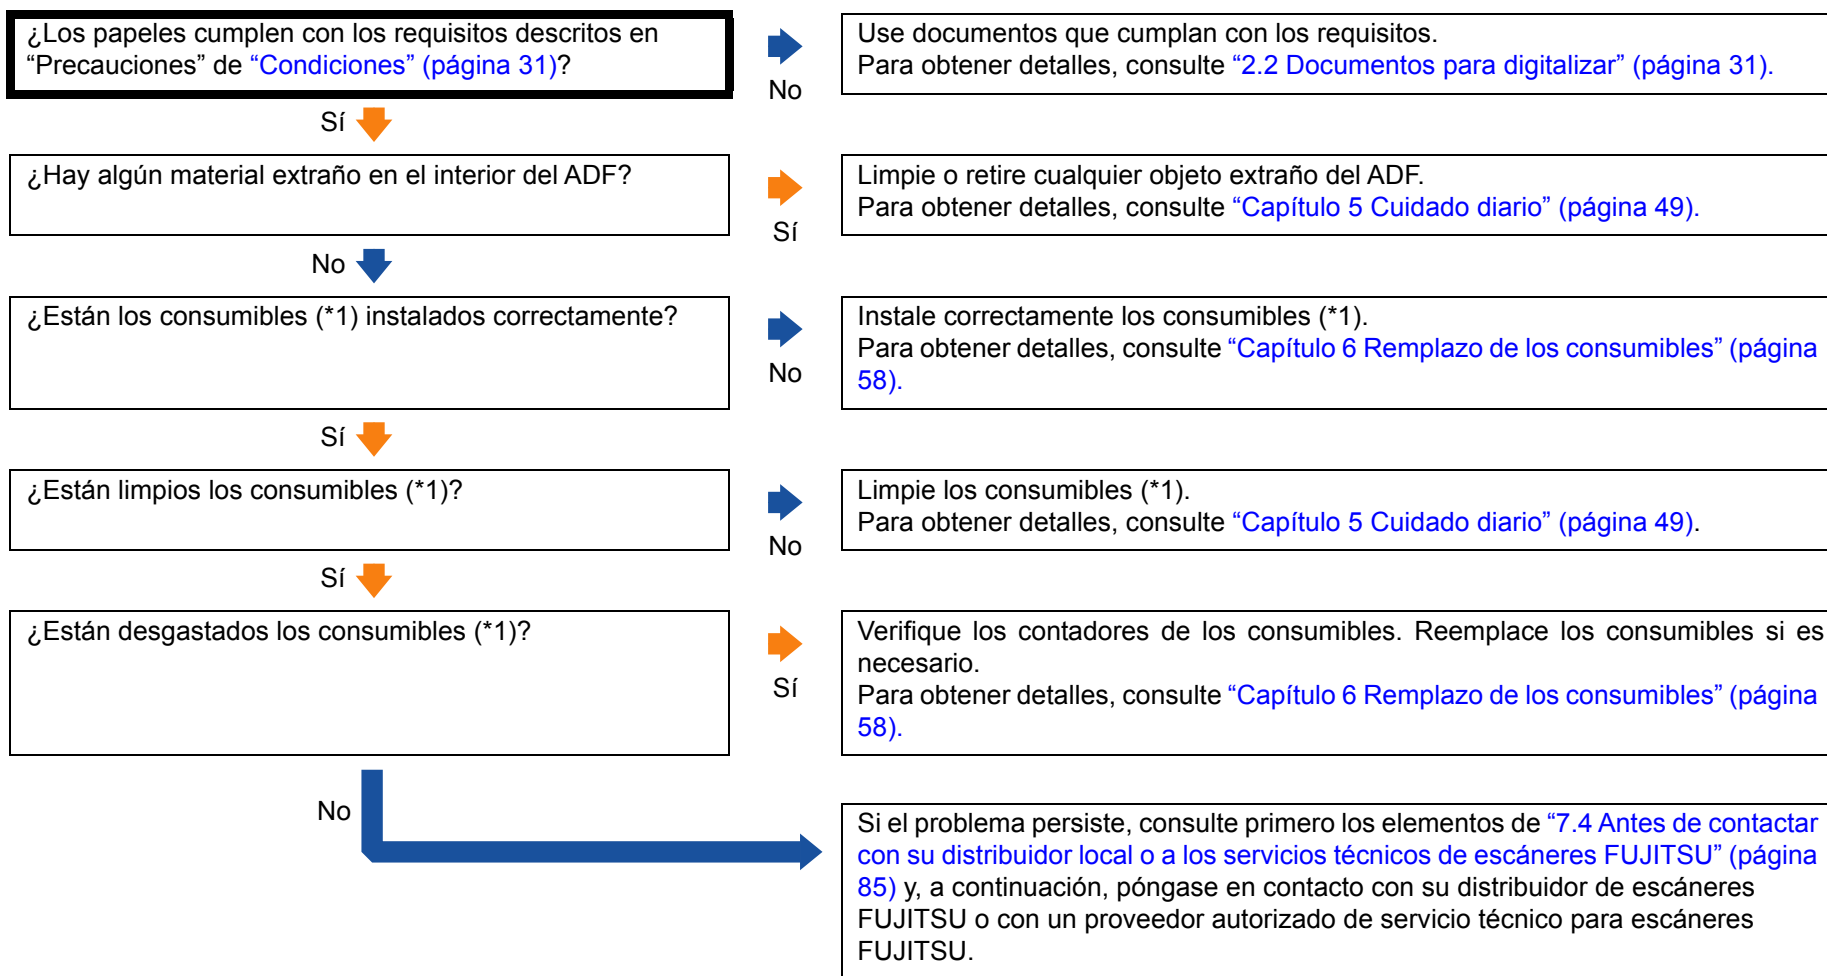 ¿Los papeles cumplen con los requisitos descritos en
“Precauciones” de “Condiciones” (página 31)?
No
Use documentos que cumplan con los requisitos.
Para obtener detalles, consulte “2.2 Documentos para digitalizar” (página 31).
Sí
¿Hay algún material extraño en el interior del ADF?
Sí
Limpie o retire cualquier objeto extraño del ADF.
Para obtener detalles, consulte “Capítulo 5 Cuidado diario” (página 49).
No
¿Están los consumibles (*1) instalados correctamente?
No
Instale correctamente los consumibles (*1).
Para obtener detalles, consulte “Capítulo 6 Remplazo de los consumibles” (página
58).
Sí
¿Están limpios los consumibles (*1)?
No
Limpie los consumibles (*1).
Para obtener detalles, consulte “Capítulo 5 Cuidado diario” (página 49).
Sí
¿Están desgastados los consumibles (*1)?
Sí
Verifique los contadores de los consumibles. Reemplace los consumibles si es
necesario.
Para obtener detalles, consulte “Capítulo 6 Remplazo de los consumibles” (página
58).
No
Si el problema persiste, consulte primero los elementos de “7.4 Antes de contactar
con su distribuidor local o a los servicios técnicos de escáneres FUJITSU” (página
85) y, a continuación, póngase en contacto con su distribuidor de escáneres
FUJITSU o con un proveedor autorizado de servicio técnico para escáneres
FUJITSU.